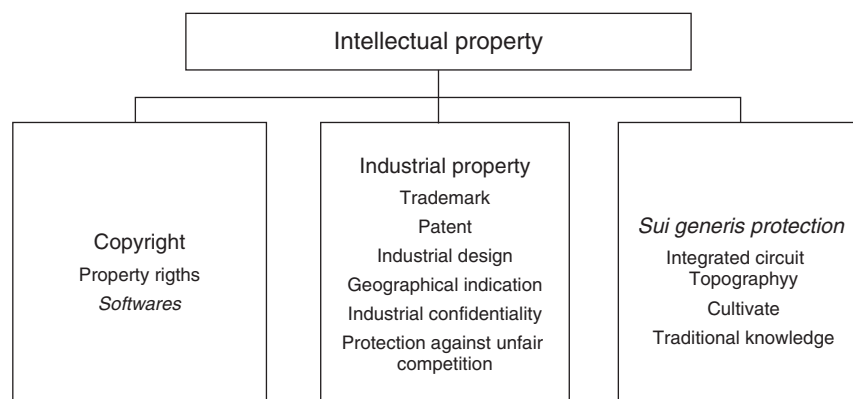 Intellectual property
Copyright
Property rigths
Softwares
Industrial property
Trademark
Patent
Industrial design
Geographical indication
Industrial confidentiality
Protection against unfair
competition
Sui generis protection
Integrated circuit
Topographyy
Cultivate
Traditional knowledge